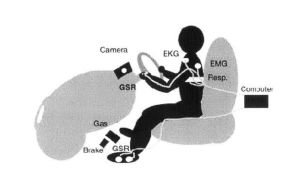 Camera
EKG
EMG
Resp.
GSR
Computer
Gas
Brake
GSR